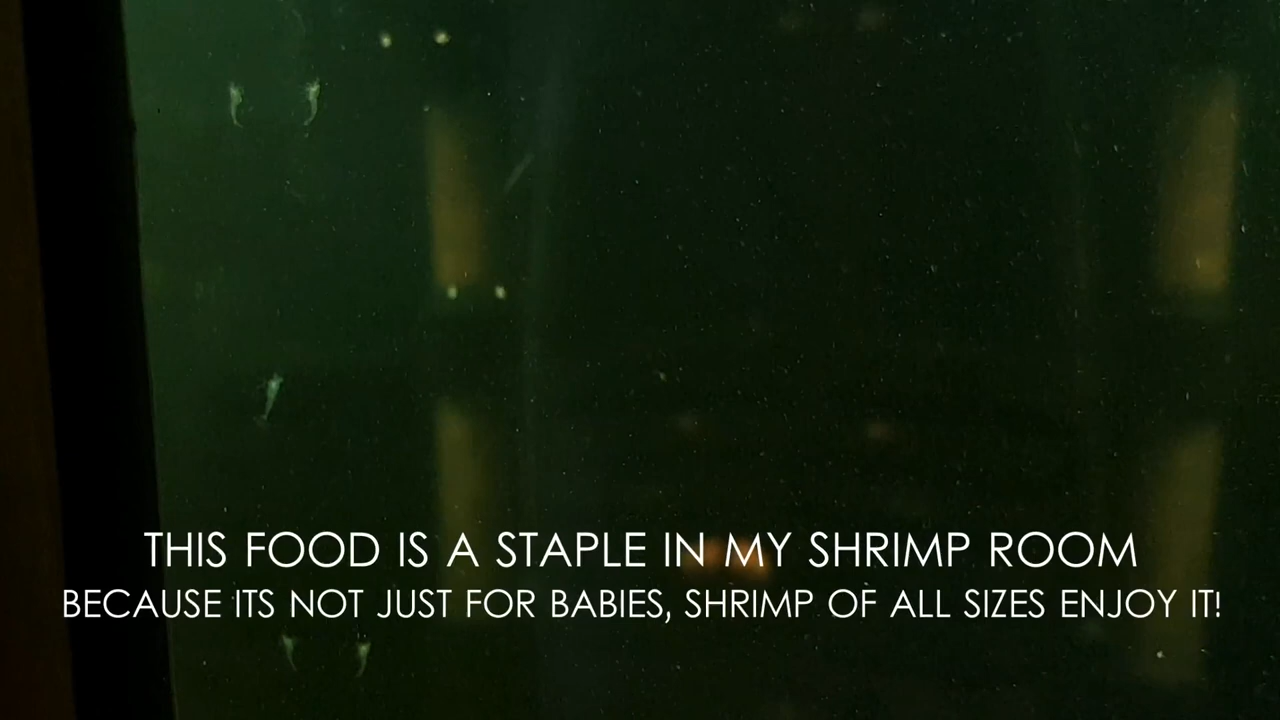 THIS FOOD IS A STAPLE IN MY SHRIMP ROOM
BECAUSE ITS NOT JUST FOR BABIES, SHRIMP OF ALL SIZES ENJOY IT!